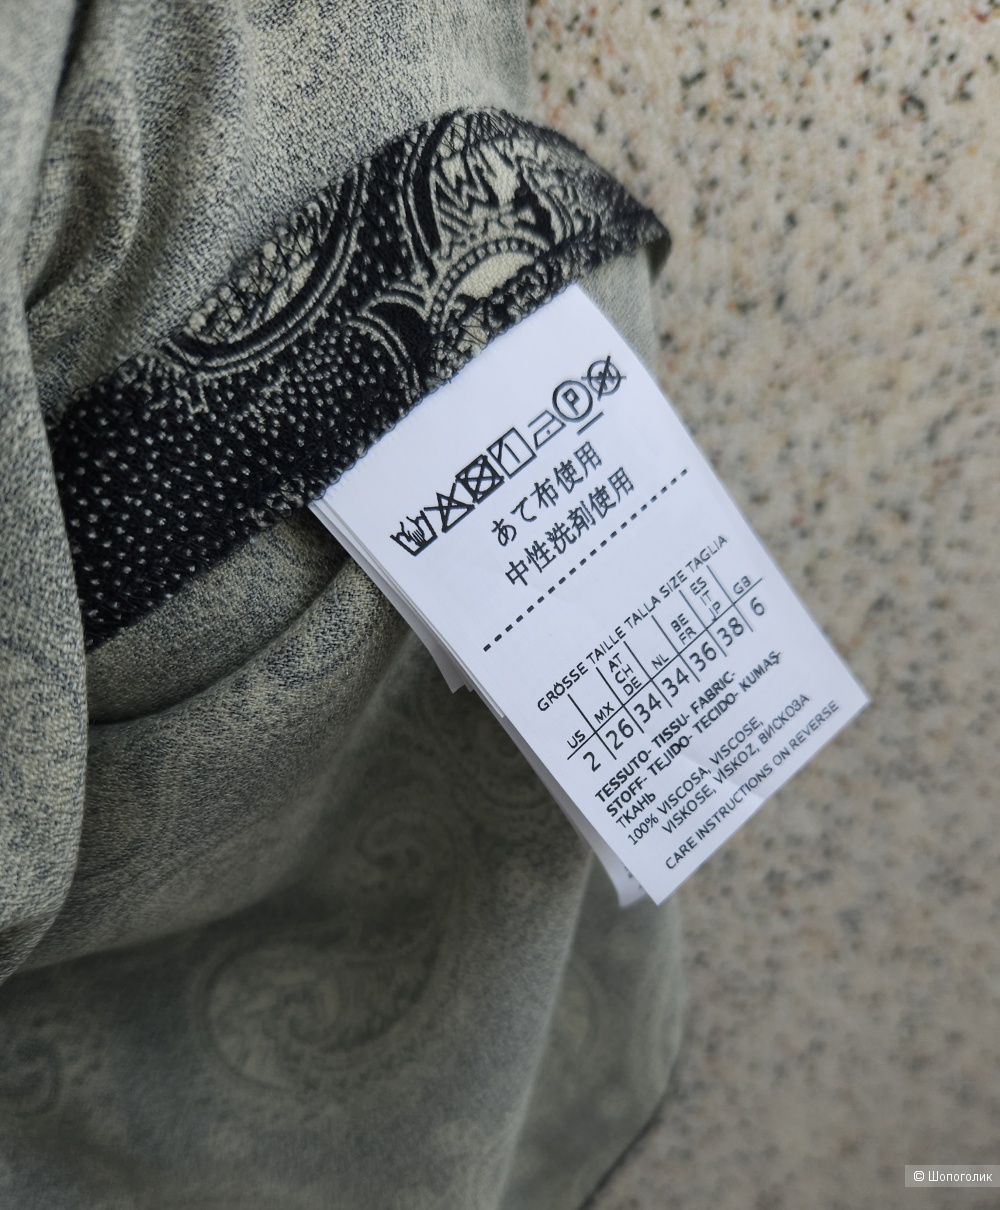 P
あて布使用
中性洗剤使用
GRÖSSE TAILLE TALLA SIZE TAGLIA
US MX AT CH DE NL BE FR ES IT JP GB
2 26 34 34 36 38 6
TESSUTO- TISSU- FABRIC-
STOFF- TEJIDO- TECIDO- KUMAŞ-
ТКАНЬ
100% VISCOSA, VISCOSE,
VISKOSE, VİSKOZ, ВИСКОЗА
CARE INSTRUCTIONS ON REVERSE
© Шопоголик